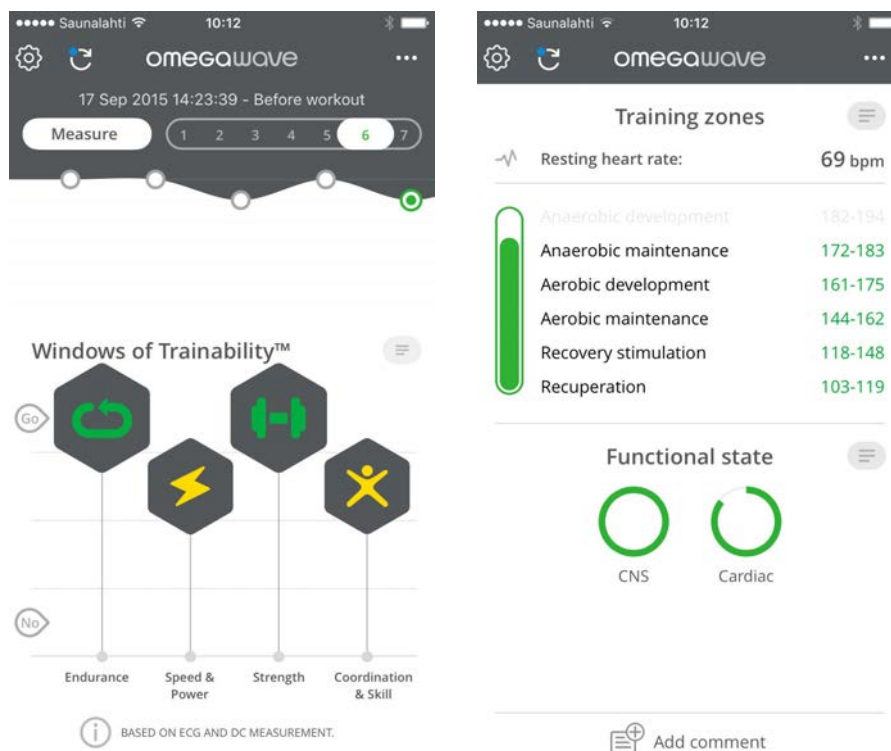 Saunalahti 10:12
omegawave
17 Sep 2015 14:23:39 - Before workout
Measure 1 2 3 4 5 6 7
Windows of Trainability™
Go
No
Endurance Speed & Power Strength Coordination & Skill
BASED ON ECG AND DC MEASUREMENT.
Saunalahti 10:12
omegawave
Training zones
Resting heart rate: 69 bpm
Anaerobic development 182-194
Anaerobic maintenance 172-183
Aerobic development 161-175
Aerobic maintenance 144-162
Recovery stimulation 118-148
Recuperation 103-119
Functional state
CNS Cardiac
Add comment